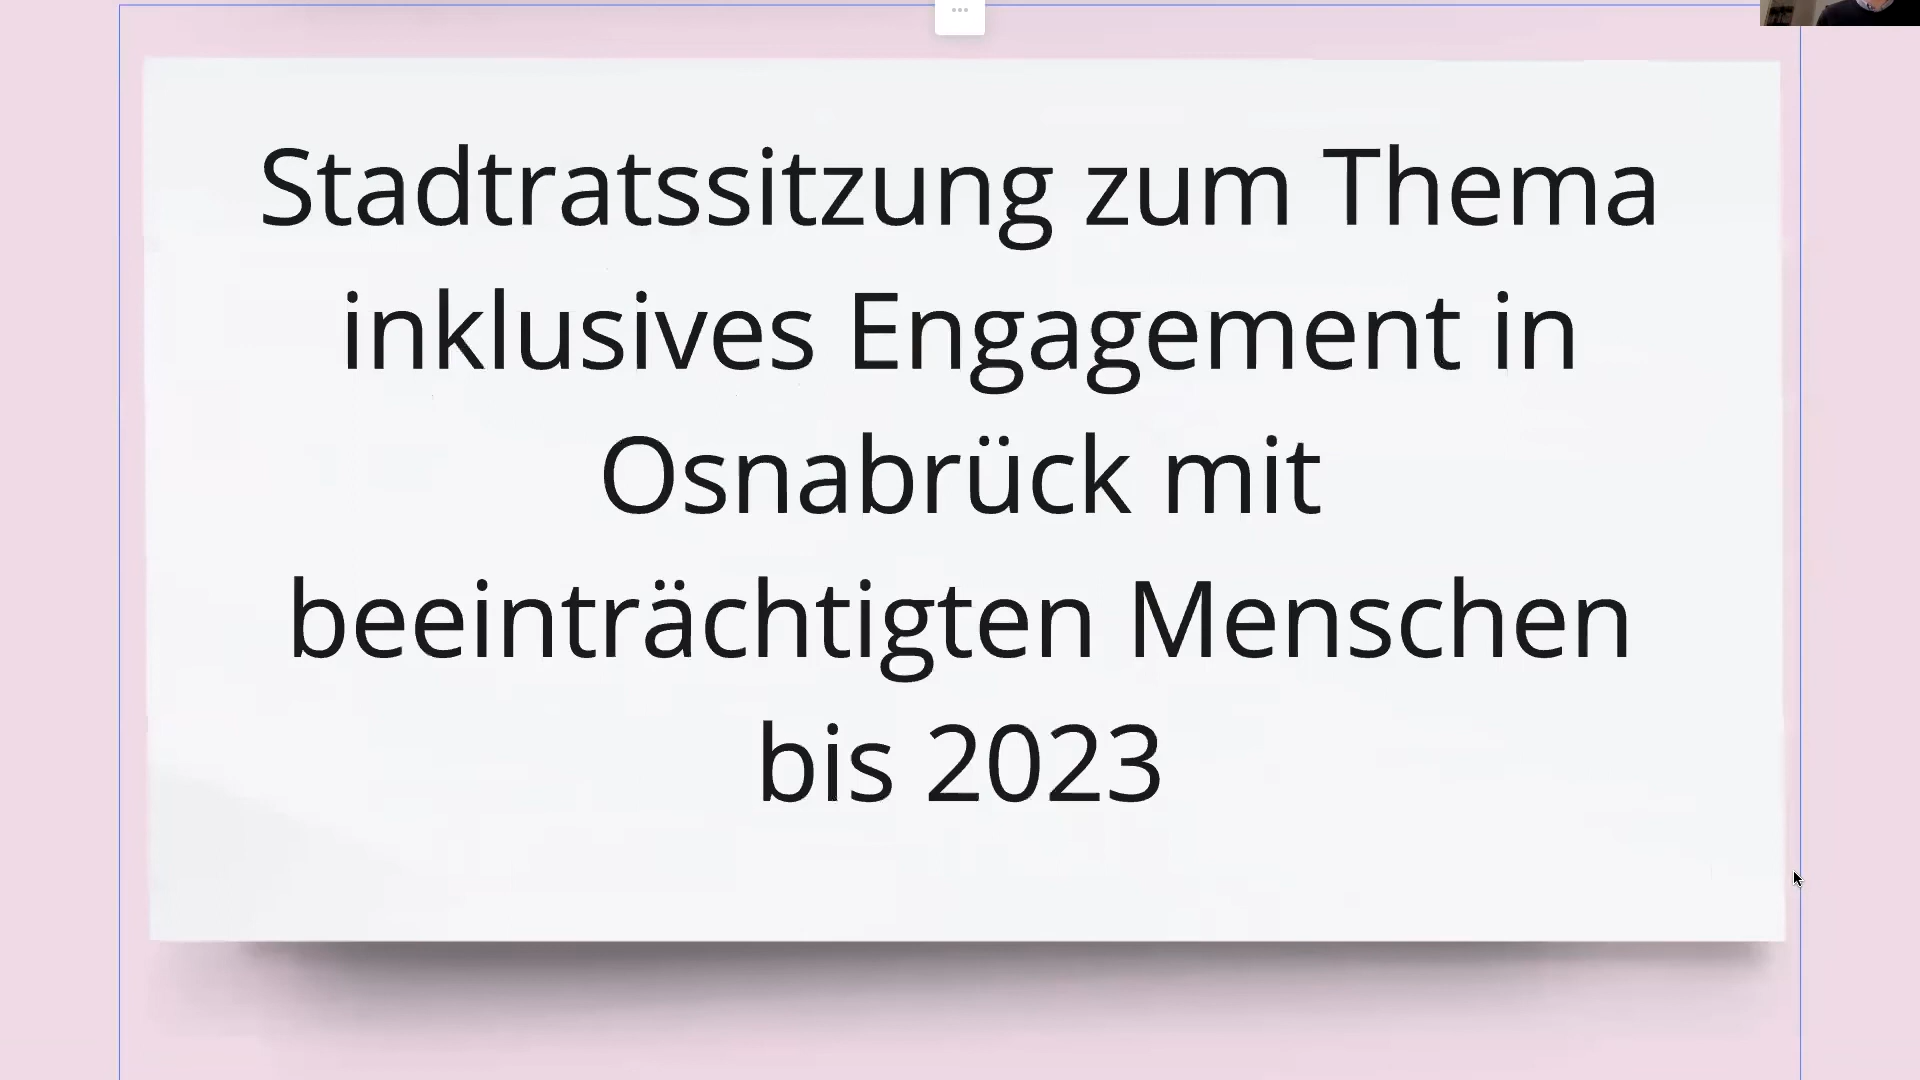 Stadtratssitzung zum Thema
inklusives Engagement in
Osnabrück mit
beeinträchtigten Menschen
bis 2023